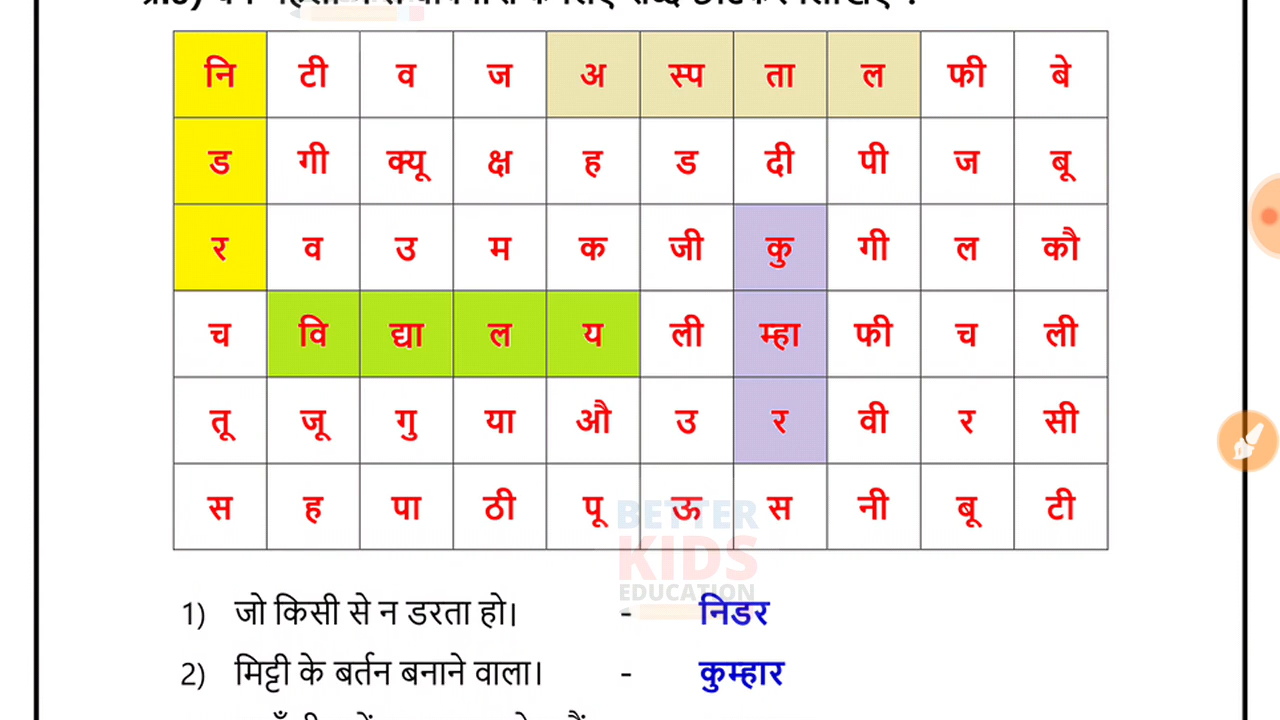 नि टी व ज अ स्प ता ल फी बे
ड गी क्यू क्ष ह ड दी पी ज बू
र व उ म क जी कु गी ल कौ
च वि द्या ल य ली म्हा फी च ली
तू जू गु या औ उ र वी र सी
स ह पा ठी पू ऊ स नी बू टी
BETTER
KIDS
EDUCATION
1) जो किसी से न डरता हो। - निडर
2) मिट्टी के बर्तन बनाने वाला। - कुम्हार